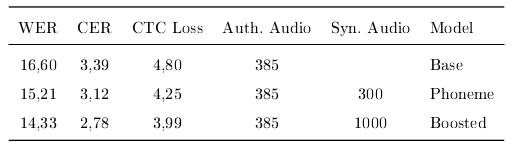 WER CER CTC Loss Auth. Audio Syn. Audio Model
16,60 3,39 4,80 385 Base
15,21 3,12 4,25 385 300 Phoneme
14,33 2,78 3,99 385 1000 Boosted